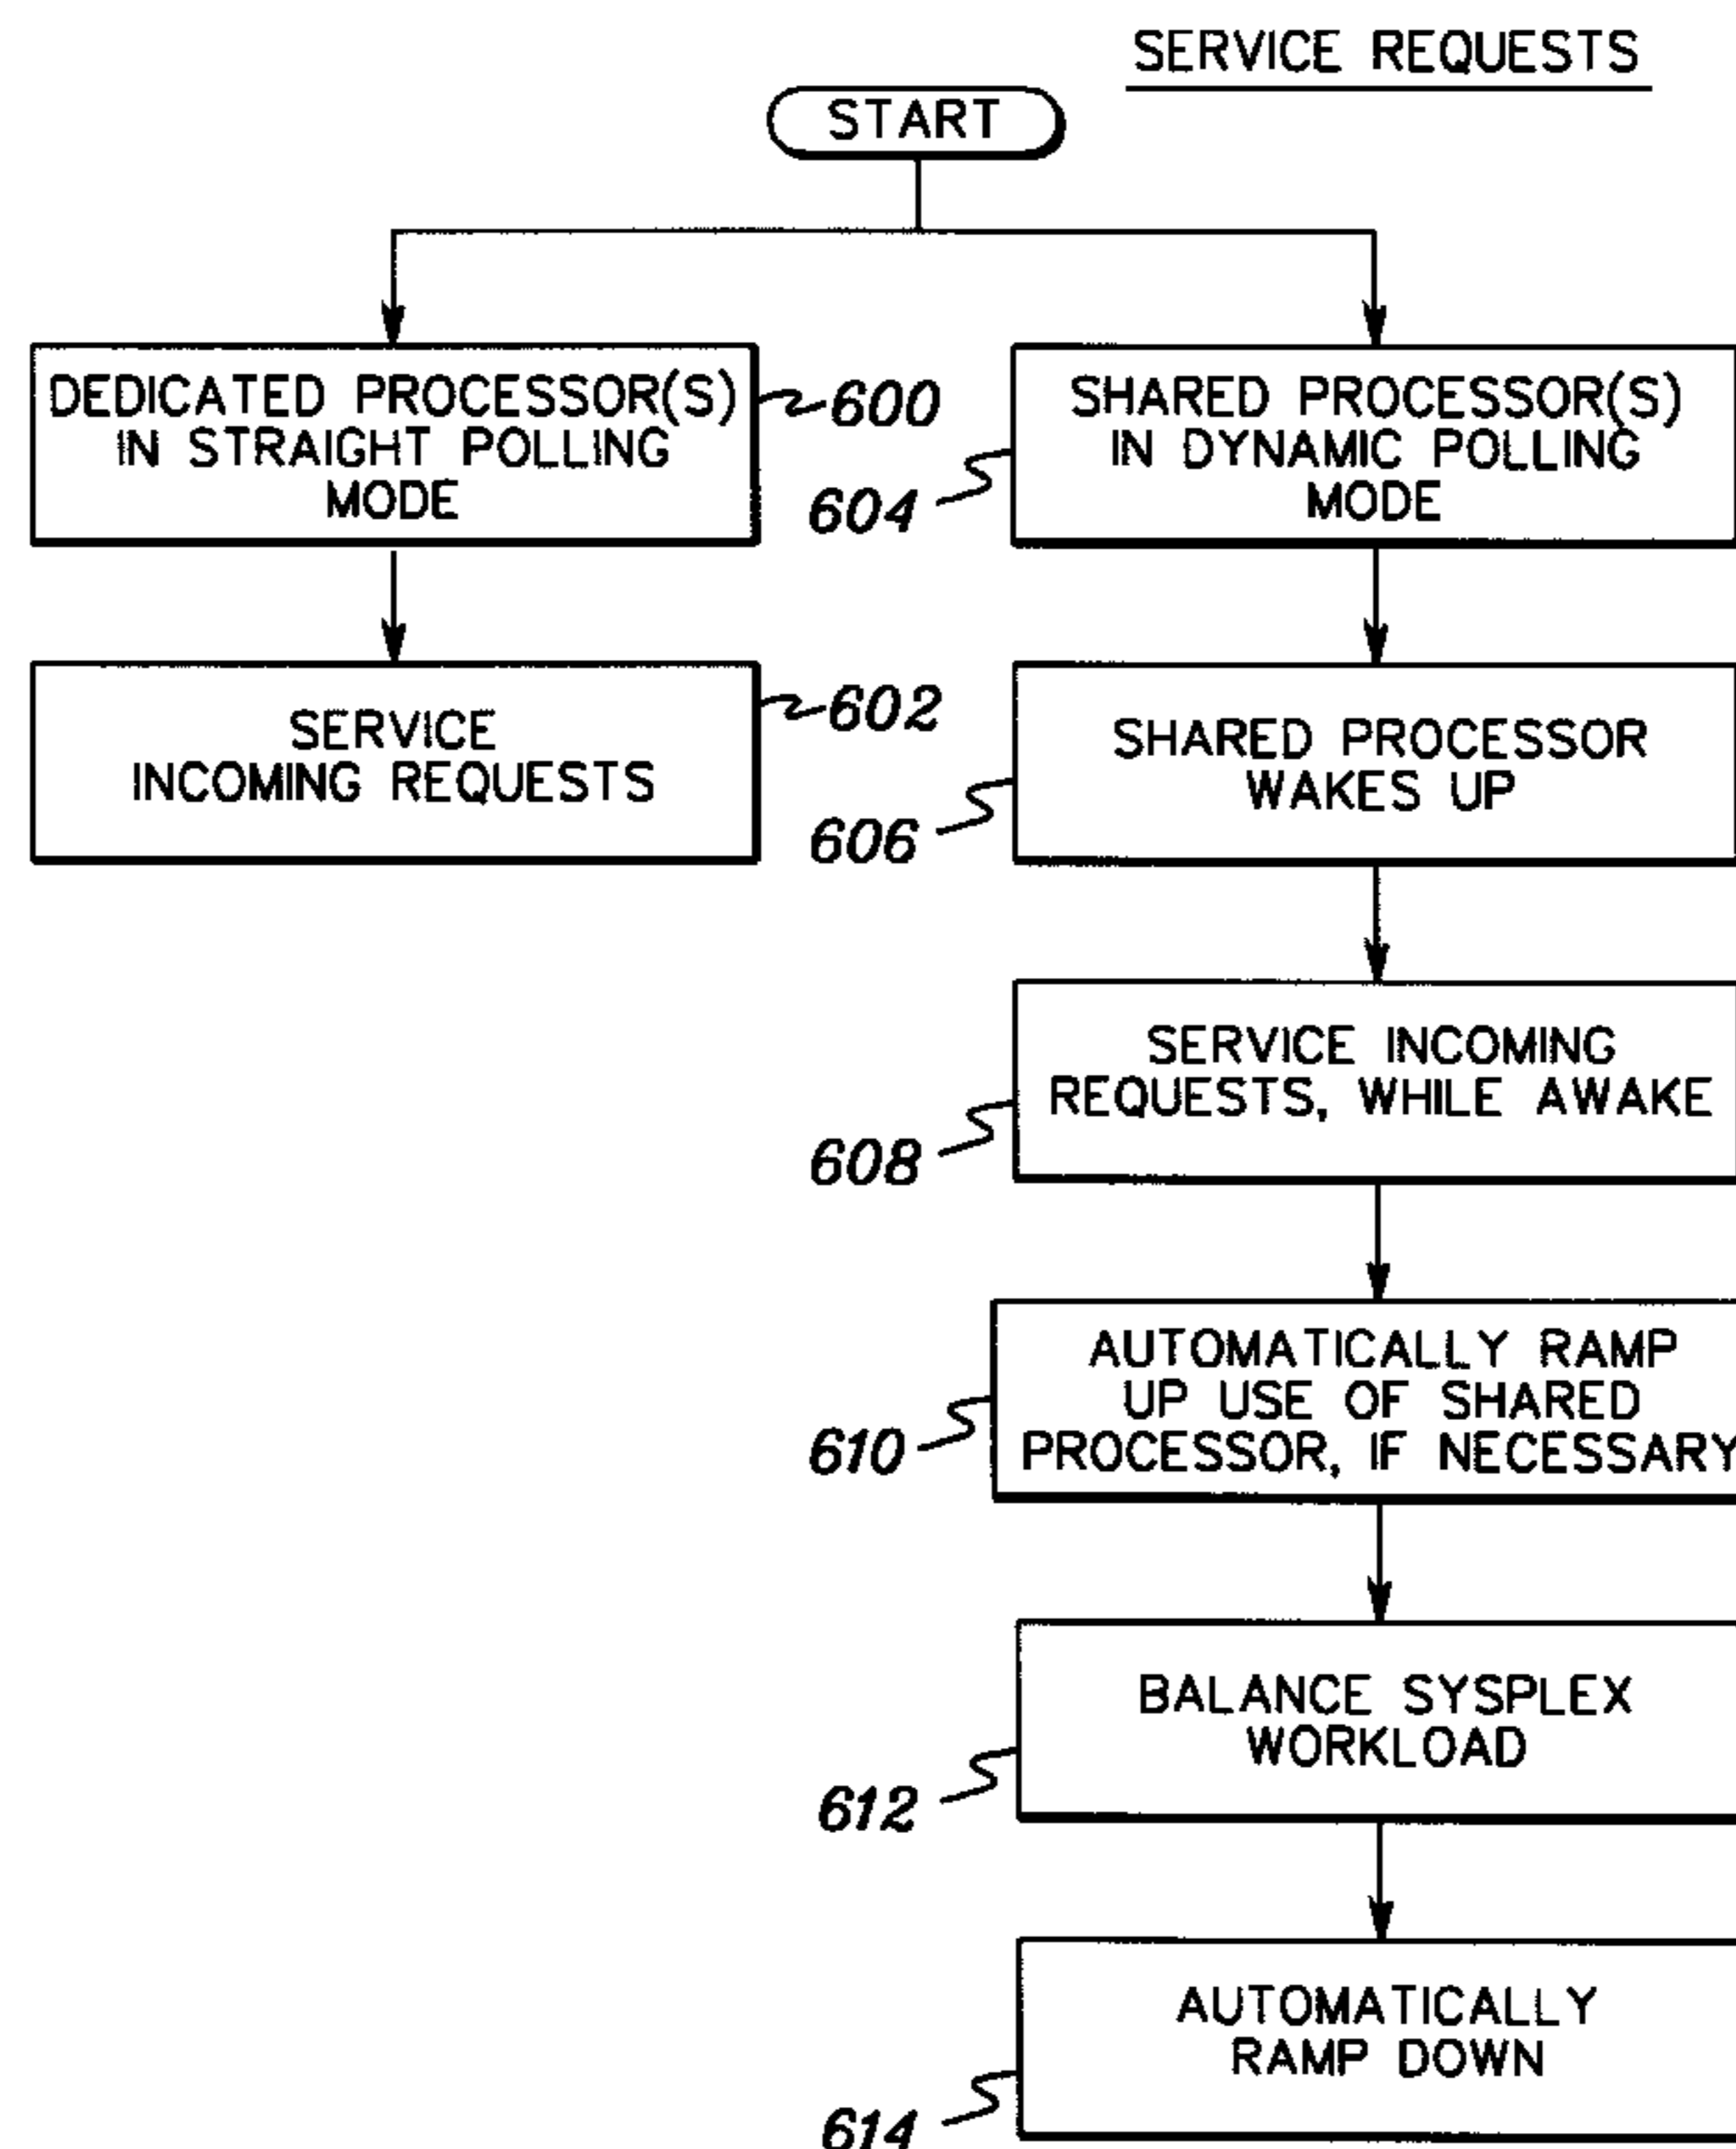 SERVICE REQUESTS
START
DEDICATED PROCESSOR(S)
IN STRAIGHT POLLING
MODE
600
SERVICE
INCOMING REQUESTS
602
SHARED PROCESSOR(S)
IN DYNAMIC POLLING
MODE
604
SHARED PROCESSOR
WAKES UP
606
SERVICE INCOMING
REQUESTS, WHILE AWAKE
608
AUTOMATICALLY RAMP
UP USE OF SHARED
PROCESSOR, IF NECESSARY
610
BALANCE SYSPLEX
WORKLOAD
612
AUTOMATICALLY
RAMP DOWN
614